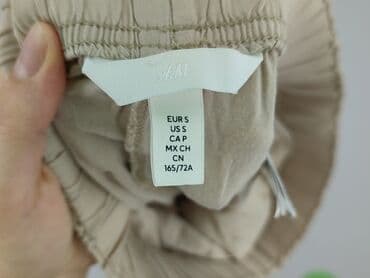 H&M
EUR S
US S
CA P
MX CH
CN
165/72A